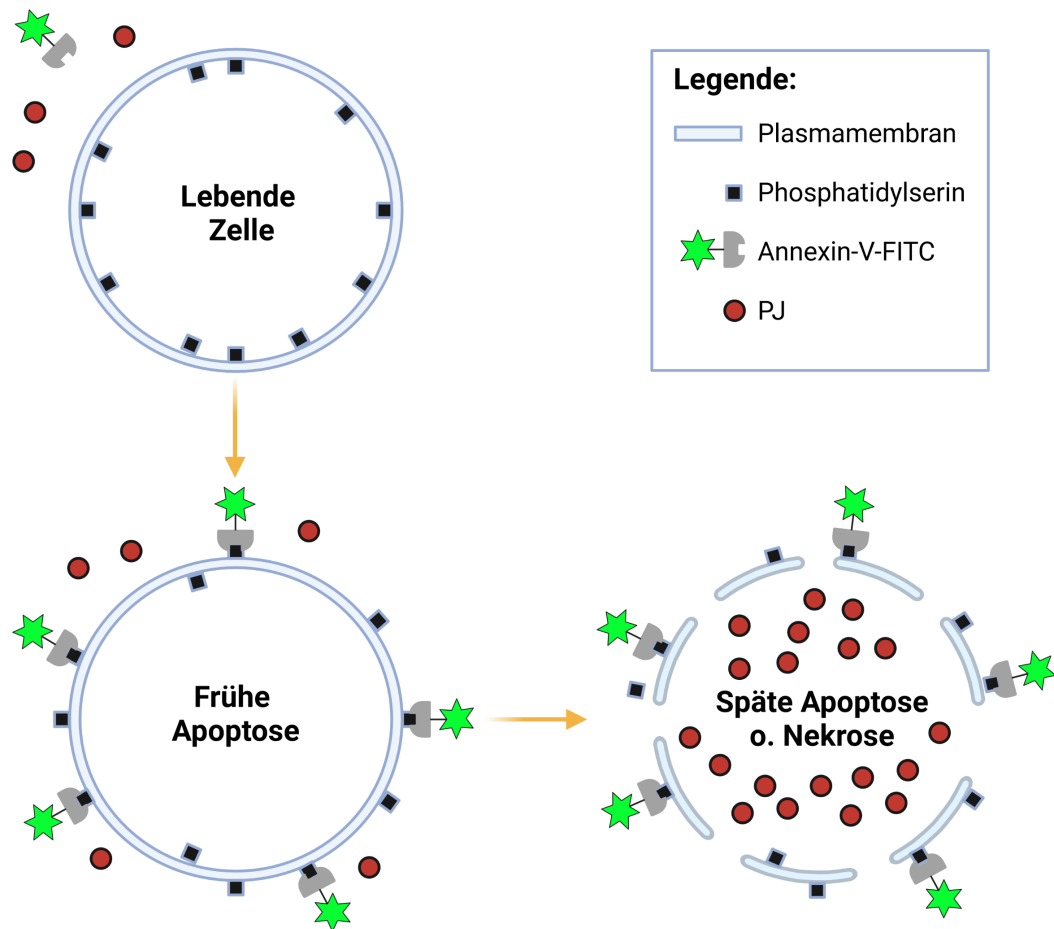 Lebende
Zelle
Legende:
Plasmamembran
Phosphatidylserin
Annexin-V-FITC
PJ
Frühe
Apoptose
Späte Apoptose
o. Nekrose